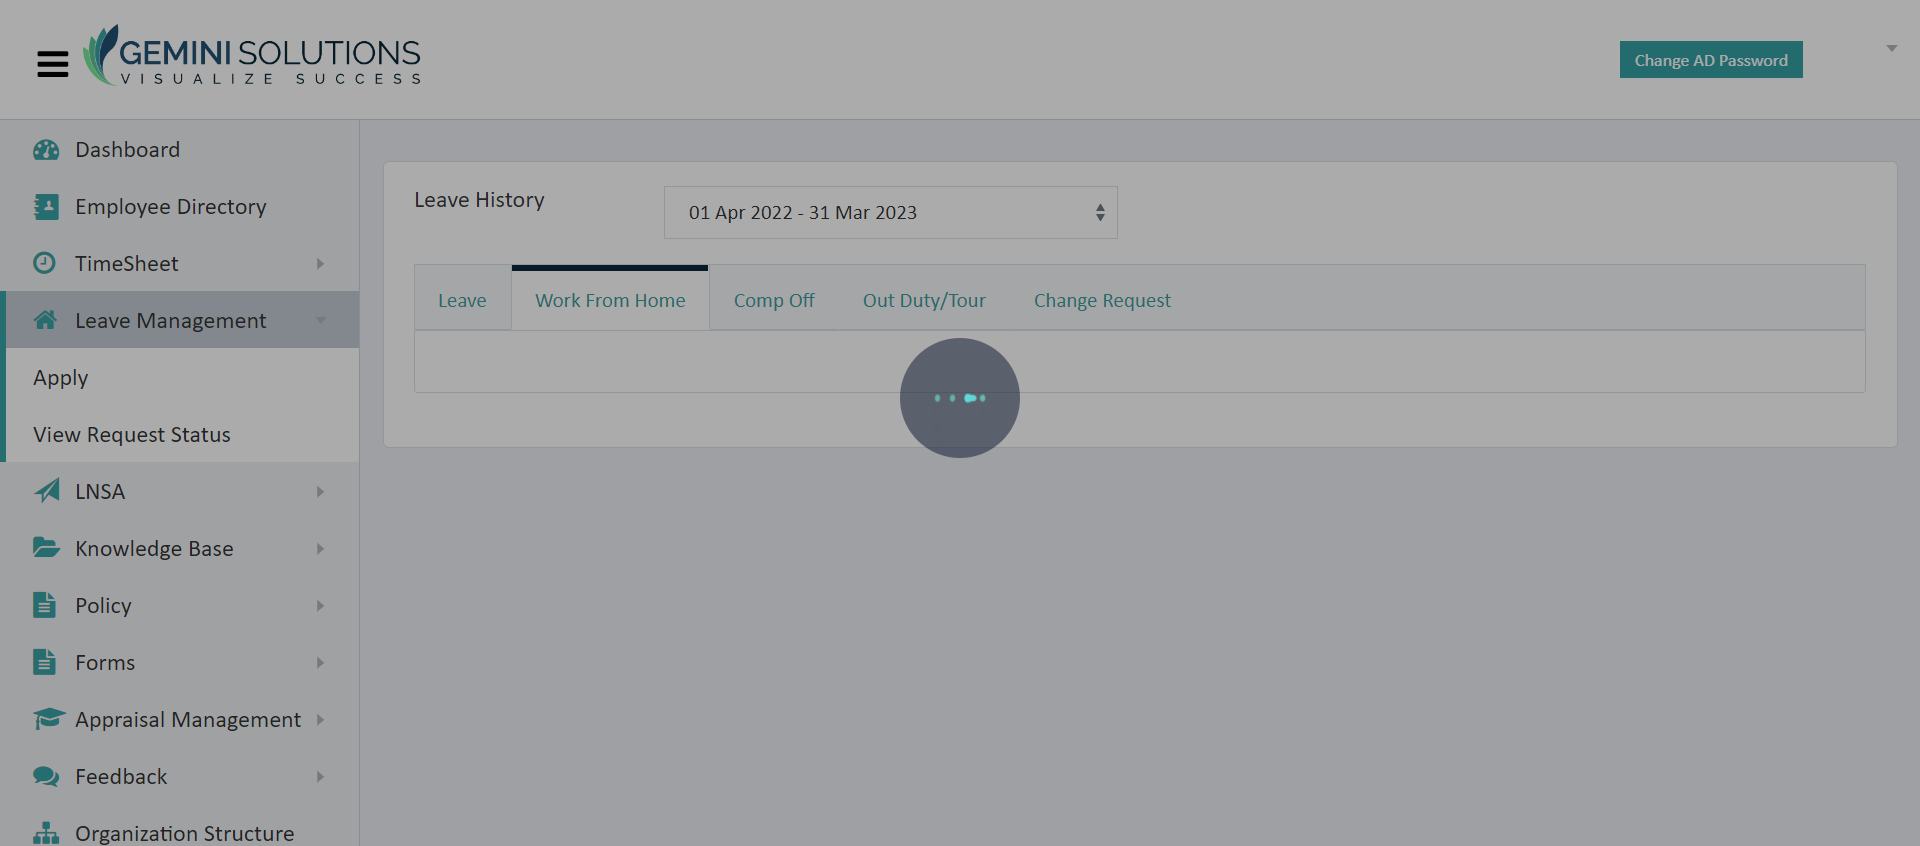 GEMINI SOLUTIONS
VISUALIZE SUCCESS
Change AD Password
Dashboard
Employee Directory
TimeSheet
Leave Management
Apply
View Request Status
LNSA
Knowledge Base
Policy
Forms
Appraisal Management
Feedback
Organization Structure
Leave History
01 Apr 2022 - 31 Mar 2023
Leave
Work From Home
Comp Off
Out Duty/Tour
Change Request